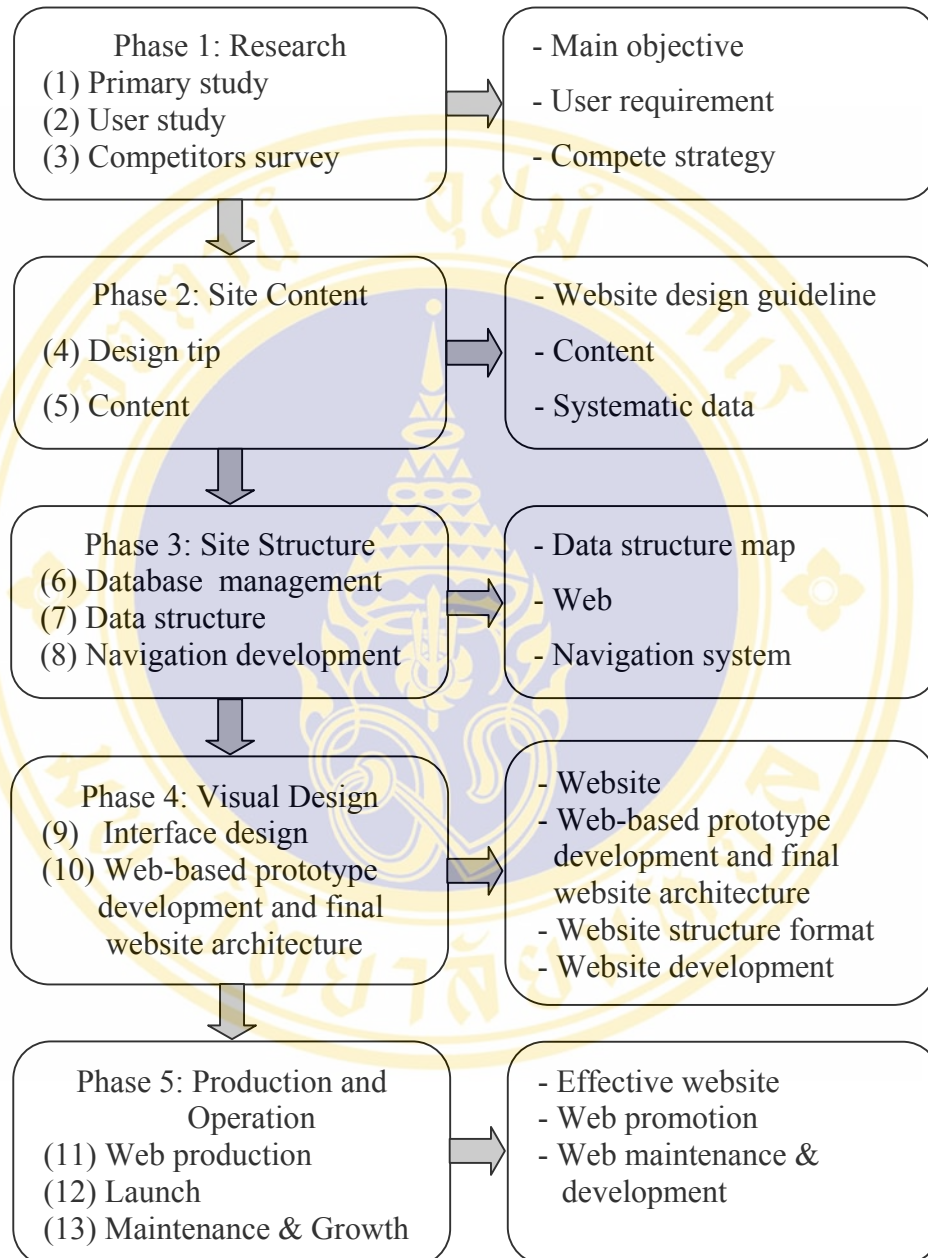 Phase 1: Research
(1) Primary study
(2) User study
(3) Competitors survey
- Main objective
- User requirement
- Compete strategy
Phase 2: Site Content
(4) Design tip
(5) Content
- Website design guideline
- Content
- Systematic data
Phase 3: Site Structure
(6) Database management
(7) Data structure
(8) Navigation development
- Data structure map
- Web
- Navigation system
Phase 4: Visual Design
(9) Interface design
(10) Web-based prototype
development and final
website architecture
- Website
- Web-based prototype
development and final
website architecture
- Website structure format
- Website development
Phase 5: Production and
Operation
(11) Web production
(12) Launch
(13) Maintenance & Growth
- Effective website
- Web promotion
- Web maintenance &
development